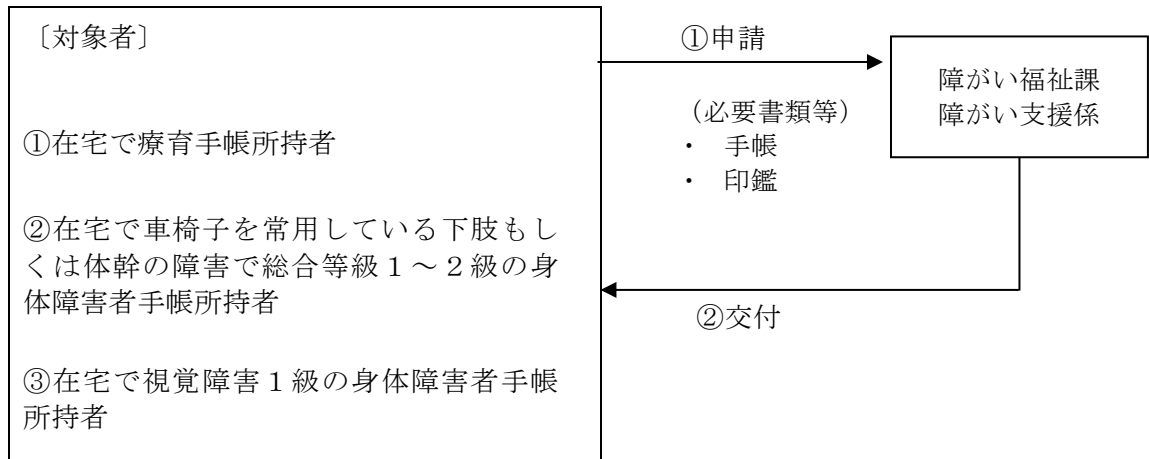 〔対象者〕
①在宅で療育手帳所持者
②在宅で車椅子を常用している下肢もし
くは体幹の障害で総合等級１～２級の身
体障害者手帳所持者
③在宅で視覚障害１級の身体障害者手帳
所持者
①申請
（必要書類等）
・　手帳
・　印鑑
障がい福祉課
障がい支援係
②交付